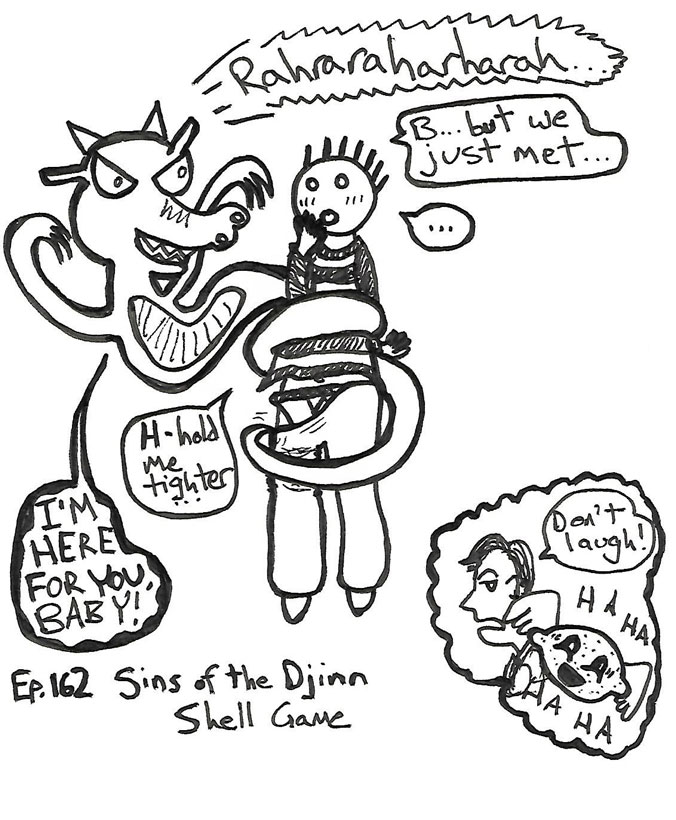 Rahraraharharah...
B... but we
just met...
...
H-hold
me
tighter
...
I'M
HERE
FOR YOU,
BABY!
Don't
laugh!
HA
HA
HA
HA
Ep. 162 Sins of the Djinn
Shell Game